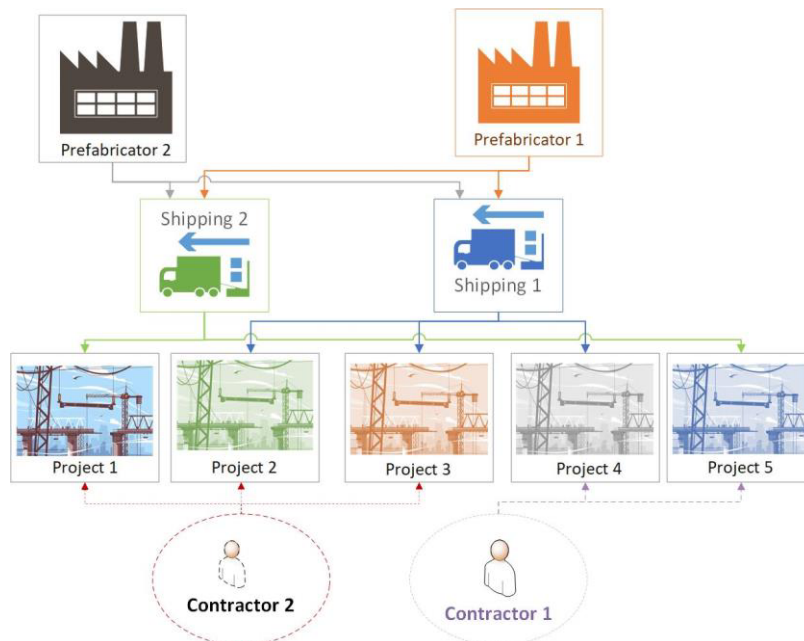 Prefabricator 2
Prefabricator 1
Shipping 2
Shipping 1
Project 1
Project 2
Project 3
Project 4
Project 5
Contractor 2
Contractor 1